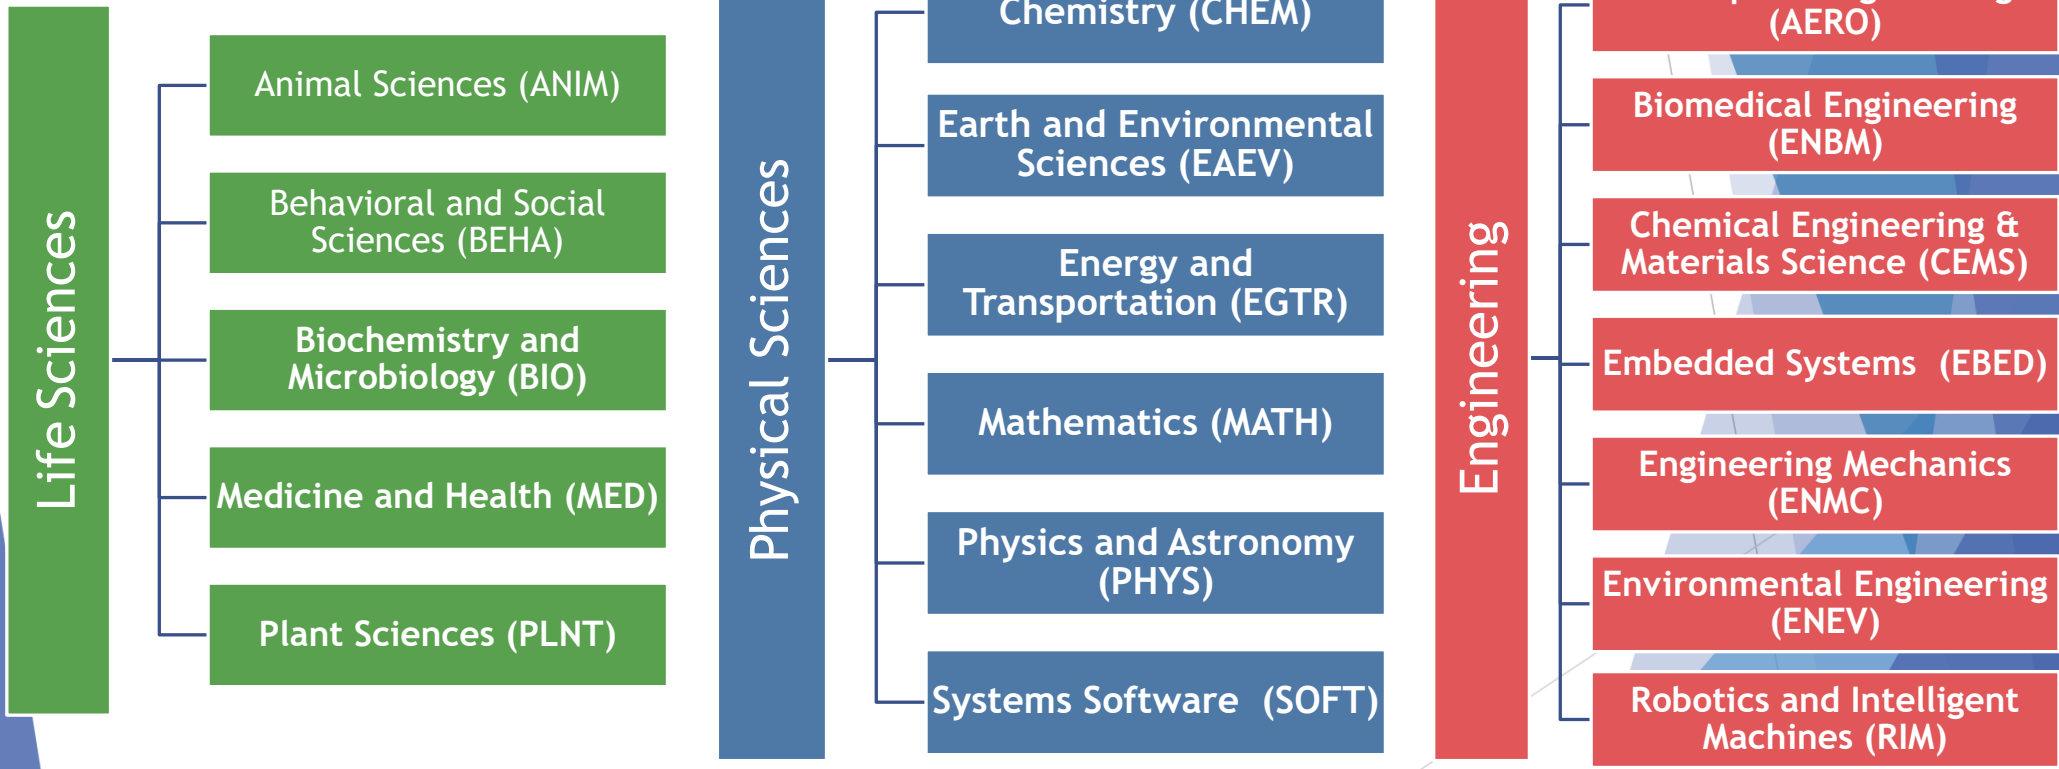 Life Sciences
Animal Sciences (ANIM)
Behavioral and Social
Sciences (BEHA)
Biochemistry and
Microbiology (BIO)
Medicine and Health (MED)
Plant Sciences (PLNT)
Physical Sciences
Chemistry (CHEM)
Earth and Environmental
Sciences (EAEV)
Energy and
Transportation (EGTR)
Mathematics (MATH)
Physics and Astronomy
(PHYS)
Systems Software (SOFT)
Engineering
(AERO)
Biomedical Engineering
(ENBM)
Chemical Engineering &
Materials Science (CEMS)
Embedded Systems (EBED)
Engineering Mechanics
(ENMC)
Environmental Engineering
(ENEV)
Robotics and Intelligent
Machines (RIM)